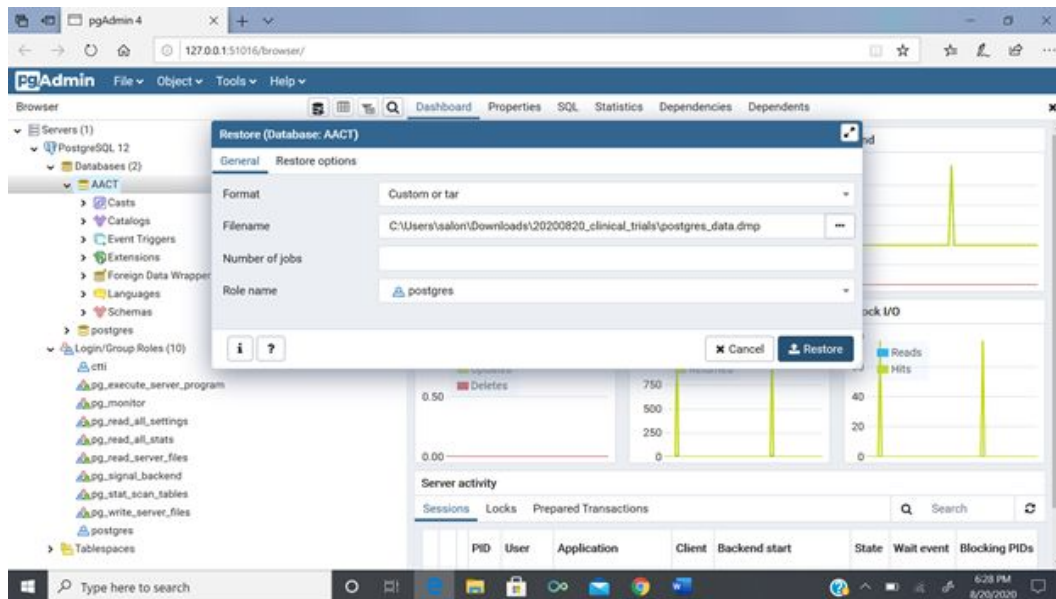 pgAdmin 4
127.0.0.1:51016/browser/
pgAdmin File Object Tools Help
Browser
Dashboard Properties SQL Statistics Dependencies Dependents
Servers (1)
PostgreSQL 12
Databases (2)
AACT
Casts
Catalogs
Event Triggers
Extensions
Foreign Data Wrapper
Languages
Schemas
postgres
Login/Group Roles (10)
ctti
pg_execute_server_program
pg_monitor
pg_read_all_settings
pg_read_all_stats
pg_read_server_files
pg_signal_backend
pg_stat_scan_tables
pg_write_server_files
postgres
Tablespaces
Restore (Database: AACT)
General Restore options
Format Custom or tar
Filename C:\Users\salon\Downloads\20200820_clinical_trials\postgres_data.dmp
Number of jobs
Role name postgres
i ? Cancel Restore
ock I/O
Reads
Hits
Deletes
0.50
0.00
750
500
250
0
40
20
0
Server activity
Sessions Locks Prepared Transactions Search
PID User Application Client Backend start State Wait event Blocking PIDs
Type here to search
6:28 PM
8/20/2020